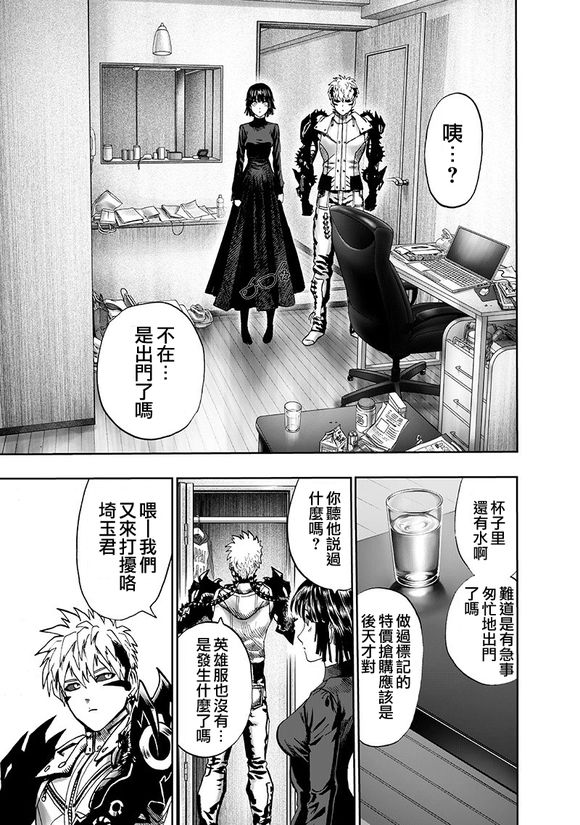 咦…?
不在…
是出門了嗎
杯子里
還有水啊
難道是有急事
匆忙地出門
了嗎
做過標記的
特價搶購應該是
後天才對
你聽他説過
什麼嗎?
英雄服也沒有…
是發生什麼了嗎
喂—我們
又來打擾咯
埼玉君